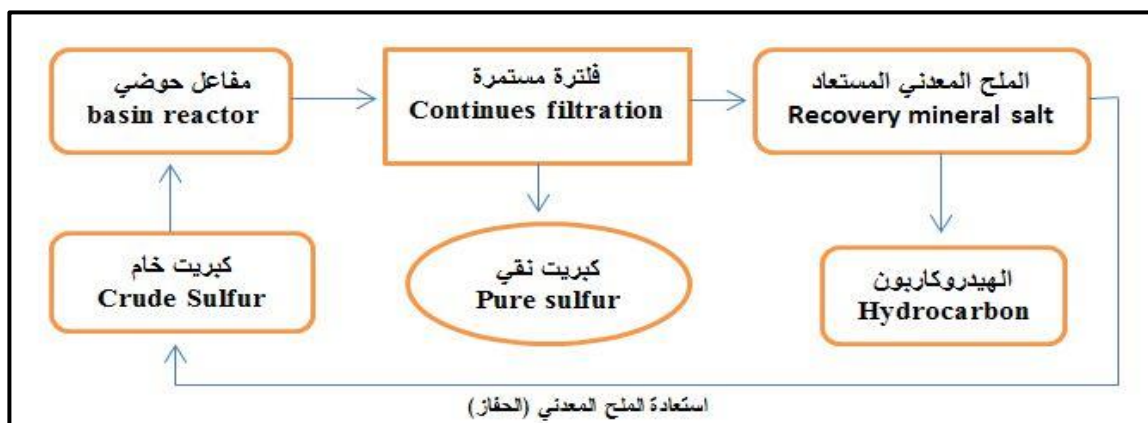 مفاعل حوضي
basin reactor
فلترة مستمرة
Continues filtration
الملح المعدني المستعاد
Recovery mineral salt
كبريت خام
Crude Sulfur
كبريت نقي
Pure sulfur
الهيدروكاربون
Hydrocarbon
استعادة الملح المعدني (الحفاز)